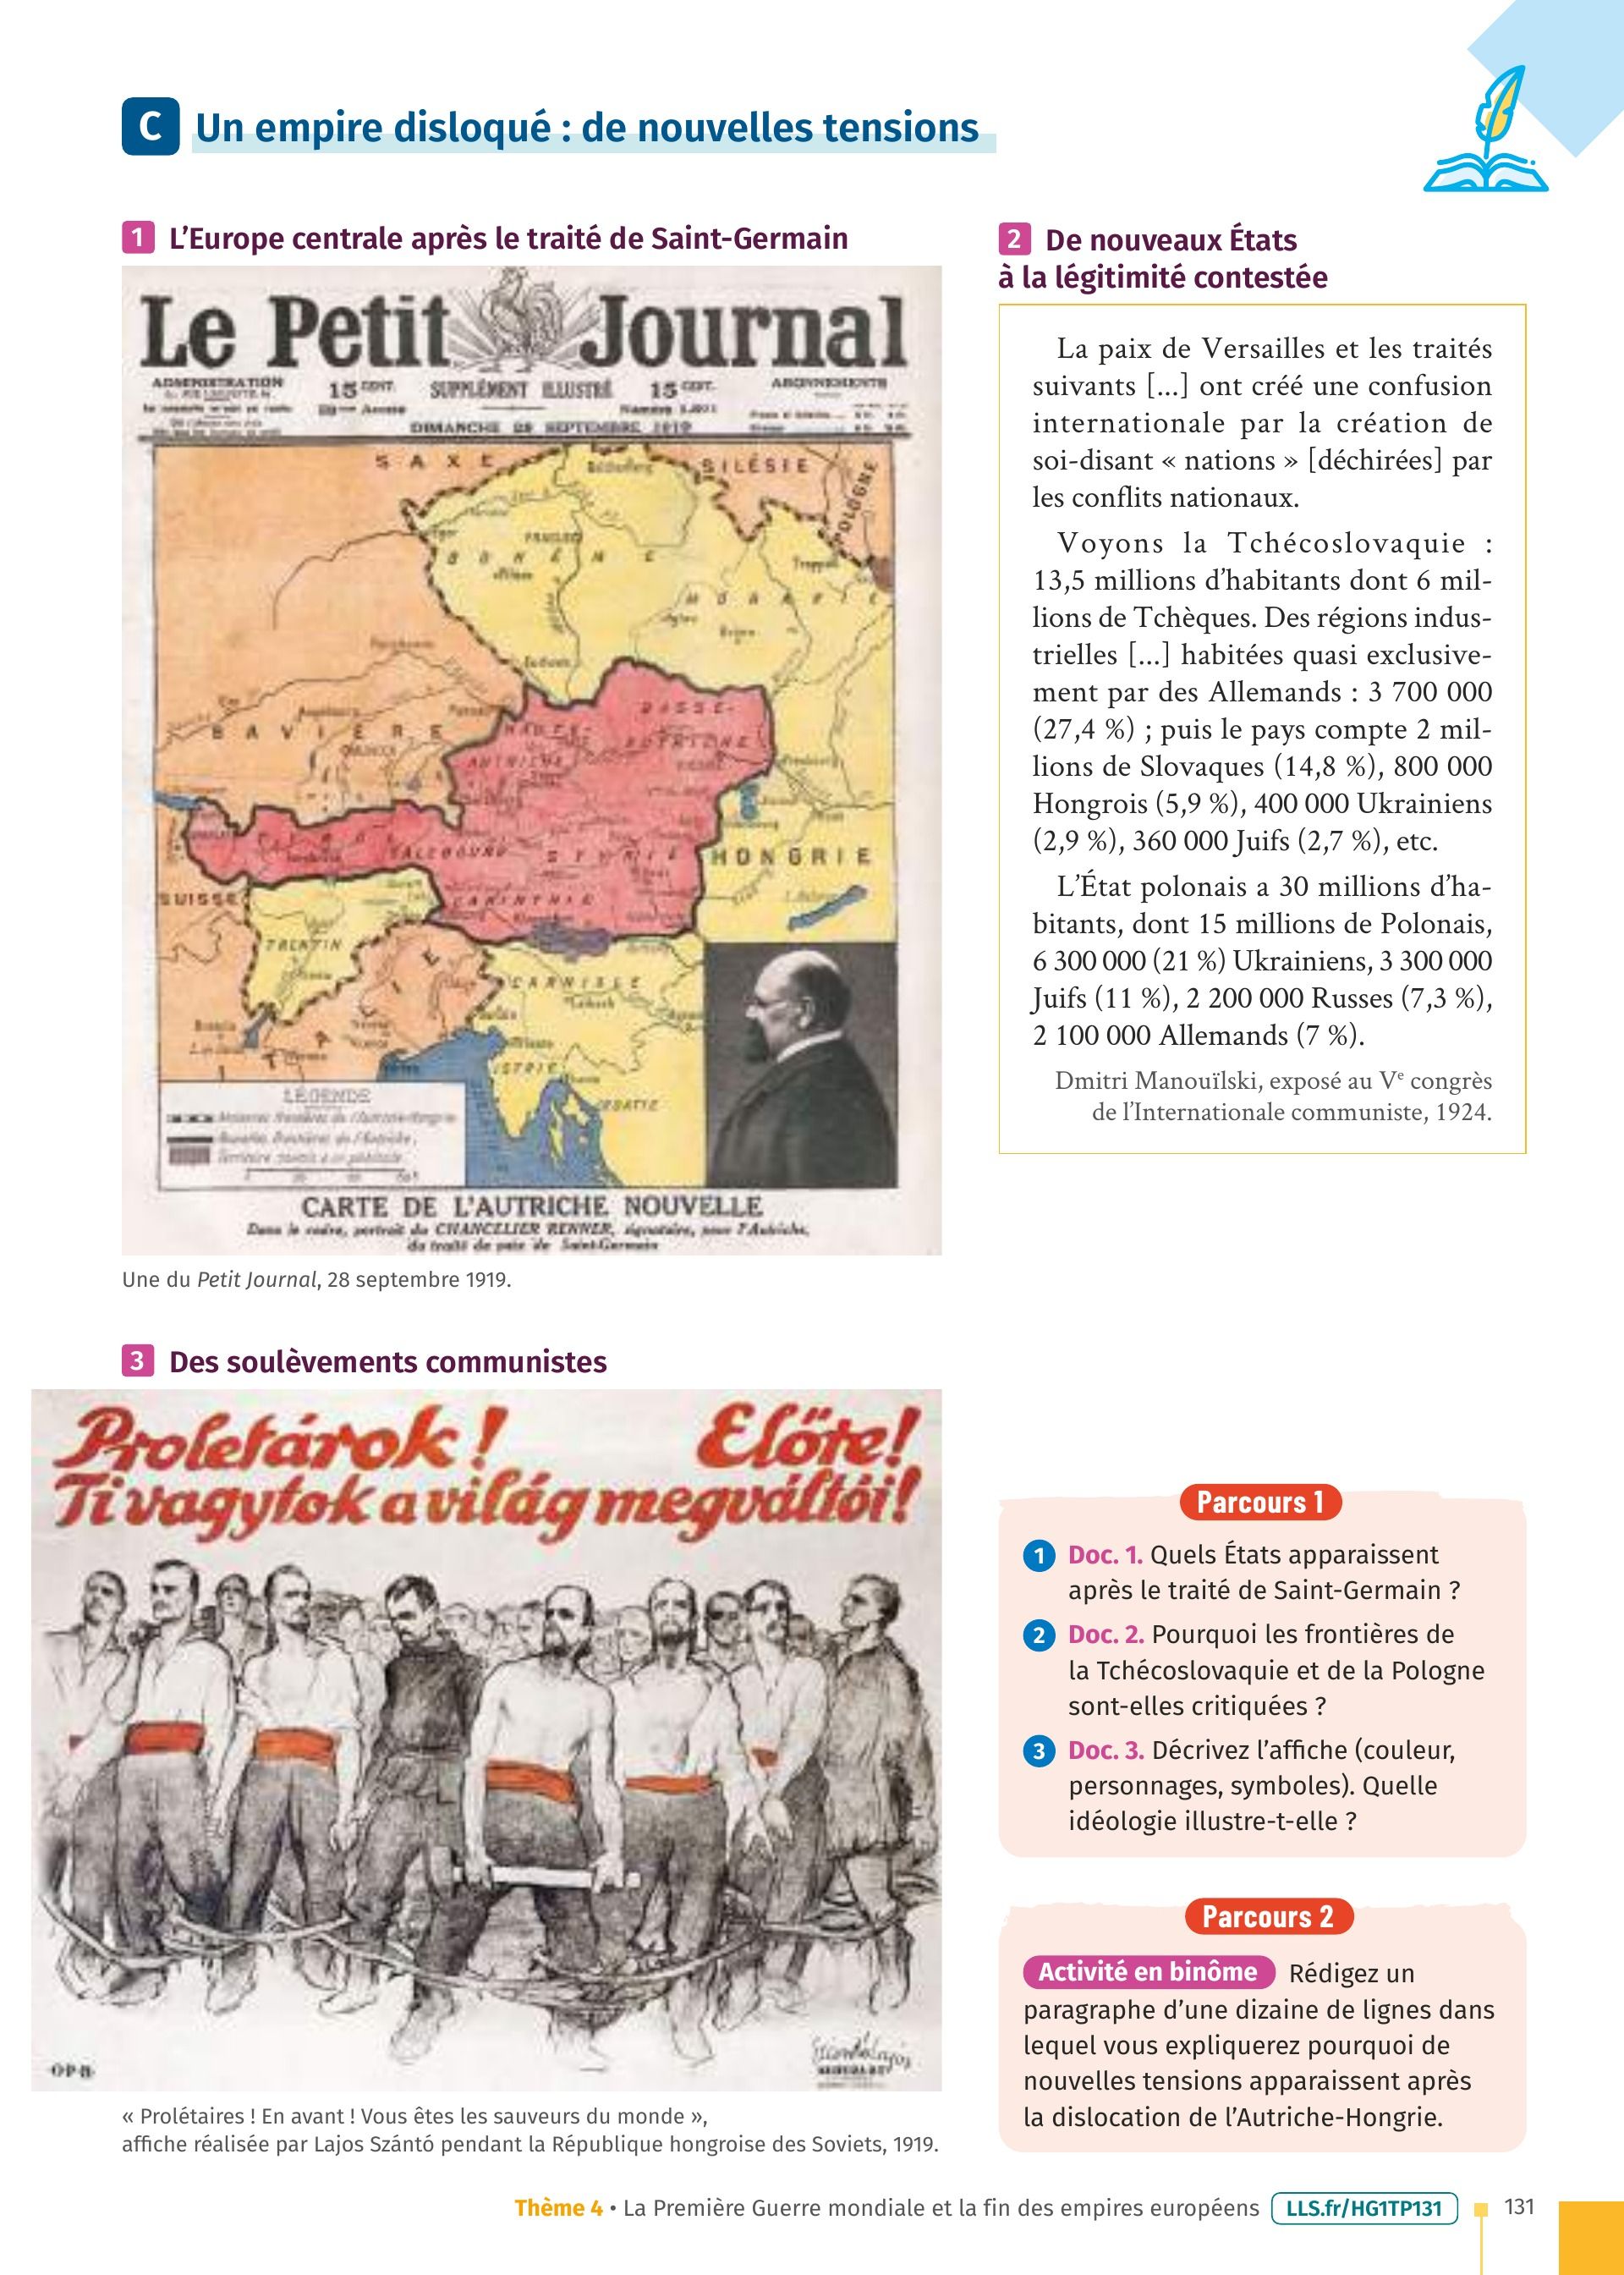 C Un empire disloqué : de nouvelles tensions
1 L'Europe centrale après le traité de Saint-Germain
Le Petit Journal
ADMINISTRATION
15 CENT. SUPPLÉMENT ILLUSTRÉ 15 CENT.
ABONNEMENTS
DIMANCHE 28 SEPTEMBRE 1919
SAXE
SILÉSIE
POLOGNE
BOHÊME
MORAVIE
BAVIÈRE
BASSE-
AUTRICHE
TIROL
SALZBOURG
STYRIE
HONGRIE
SUISSE
CARINTHIE
TRENTIN
CARNIOLE
ISTRIE
CROATIE
LÉGENDE
CARTE DE L'AUTRICHE NOUVELLE
Dans le cadre, portrait du CHANCELIER RENNER, signataire, pour l'Autriche,
du traité de paix de Saint-Germain
Une du Petit Journal, 28 septembre 1919.
2 De nouveaux États
à la légitimité contestée
La paix de Versailles et les traités
suivants [...] ont créé une confusion
internationale par la création de
soi-disant « nations » [déchirées] par
les conflits nationaux.
Voyons la Tchécoslovaquie :
13,5 millions d'habitants dont 6 mil-
lions de Tchèques. Des régions indus-
trielles [...] habitées quasi exclusive-
ment par des Allemands : 3 700 000
(27,4 %) ; puis le pays compte 2 mil-
lions de Slovaques (14,8 %), 800 000
Hongrois (5,9 %), 400 000 Ukrainiens
(2,9 %), 360 000 Juifs (2,7 %), etc.
L'État polonais a 30 millions d'ha-
bitants, dont 15 millions de Polonais,
6 300 000 (21 %) Ukrainiens, 3 300 000
Juifs (11 %), 2 200 000 Russes (7,3 %),
2 100 000 Allemands (7 %).
Dmitri Manouïlski, exposé au Ve congrès
de l'Internationale communiste, 1924.
3 Des soulèvements communistes
Proletárok! Előre!
Ti vagytok a világ megváltói!
« Prolétaires ! En avant ! Vous êtes les sauveurs du monde »,
affiche réalisée par Lajos Szántó pendant la République hongroise des Soviets, 1919.
Parcours 1
1 Doc. 1. Quels États apparaissent
après le traité de Saint-Germain ?
2 Doc. 2. Pourquoi les frontières de
la Tchécoslovaquie et de la Pologne
sont-elles critiquées ?
3 Doc. 3. Décrivez l'affiche (couleur,
personnages, symboles). Quelle
idéologie illustre-t-elle ?
Parcours 2
Activité en binôme Rédigez un
paragraphe d'une dizaine de lignes dans
lequel vous expliquerez pourquoi de
nouvelles tensions apparaissent après
la dislocation de l'Autriche-Hongrie.
Thème 4 • La Première Guerre mondiale et la fin des empires européens LLS.fr/HG1TP131 131